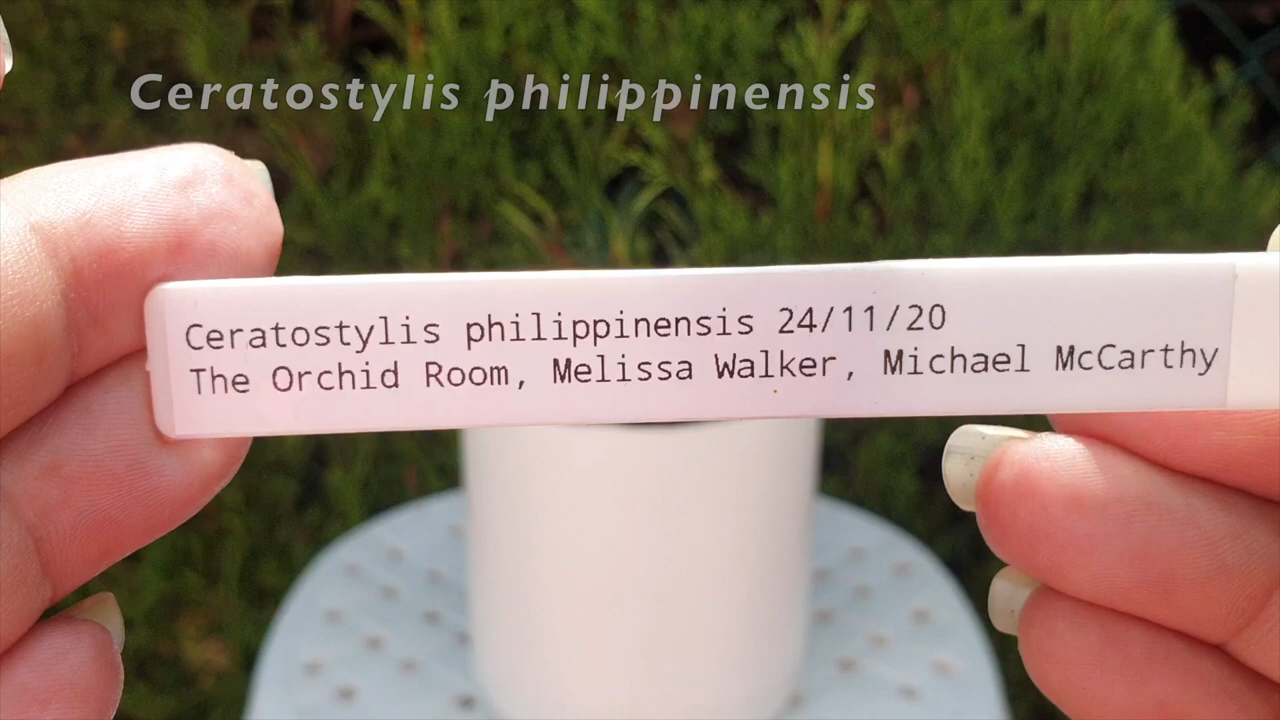 Ceratostylis philippinensis
Ceratostylis philippinensis 24/11/20
The Orchid Room, Melissa Walker, Michael McCarthy